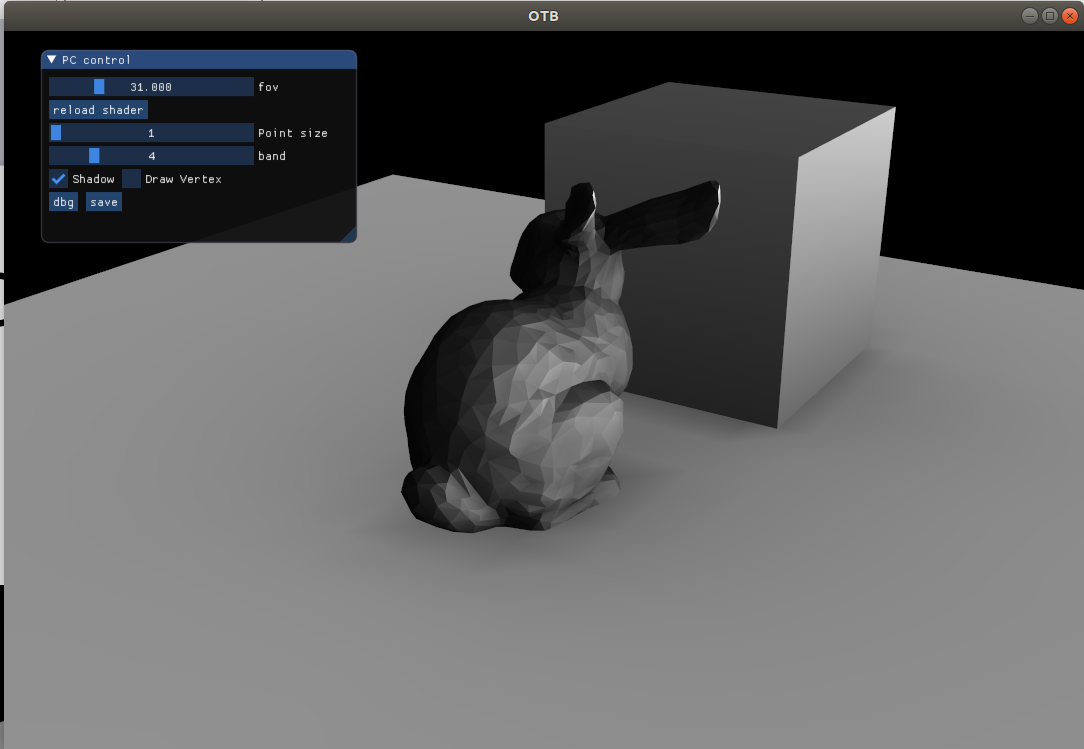 OTB
PC control
31.000 fov
reload shader
1 Point size
4 band
Shadow Draw Vertex
dbg save